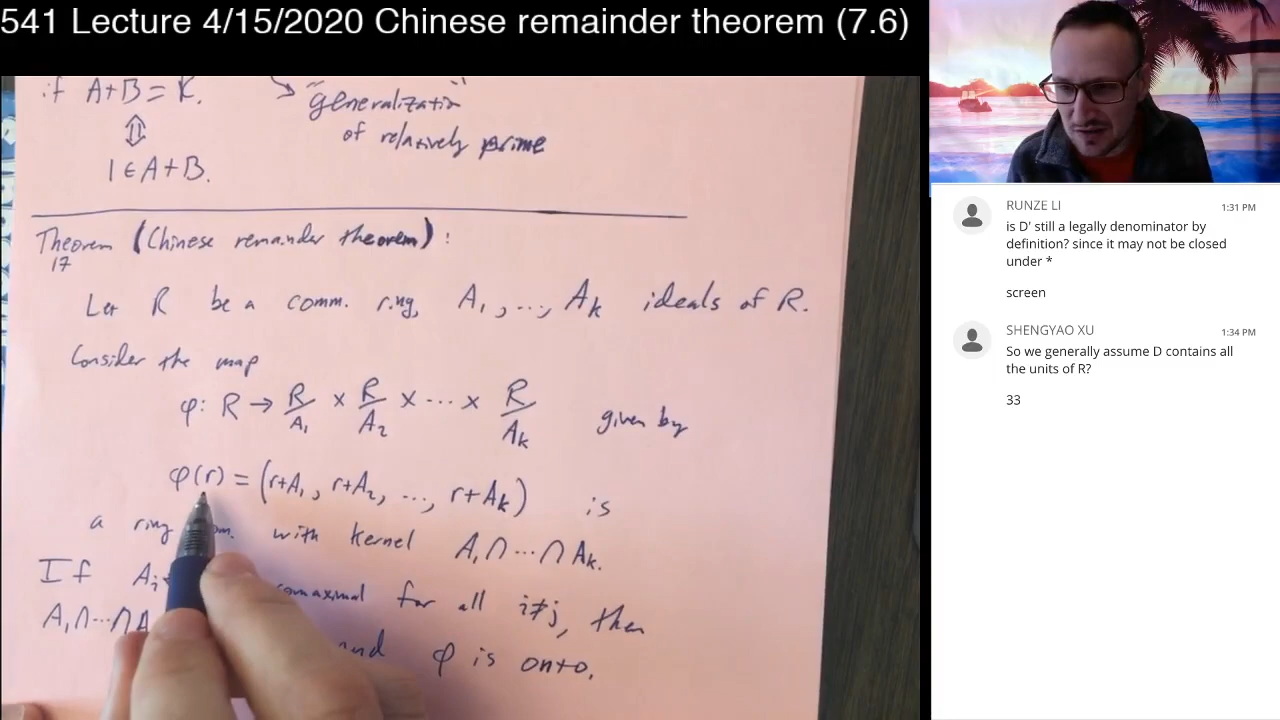 541 Lecture 4/15/2020 Chinese remainder theorem (7.6)
if A+B=R. ↘ "generalization"
⇕ of relatively prime
1∈A+B.
Theorem (Chinese remainder theorem):
17
Let R be a comm. ring, A₁,..., Aₖ ideals of R.
Consider the map
φ: R → R/A₁ × R/A₂ × ... × R/Aₖ given by
φ(r) = (r+A₁, r+A₂, ..., r+Aₖ) is
a ring hom. with kernel A₁∩...∩Aₖ.
If Aᵢ comaximal for all i≠j, then
A₁∩...∩A and φ is onto.
RUNZE LI 1:31 PM
is D' still a legally denominator by
definition? since it may not be closed
under *
screen
SHENGYAO XU 1:34 PM
So we generally assume D contains all
the units of R?
33